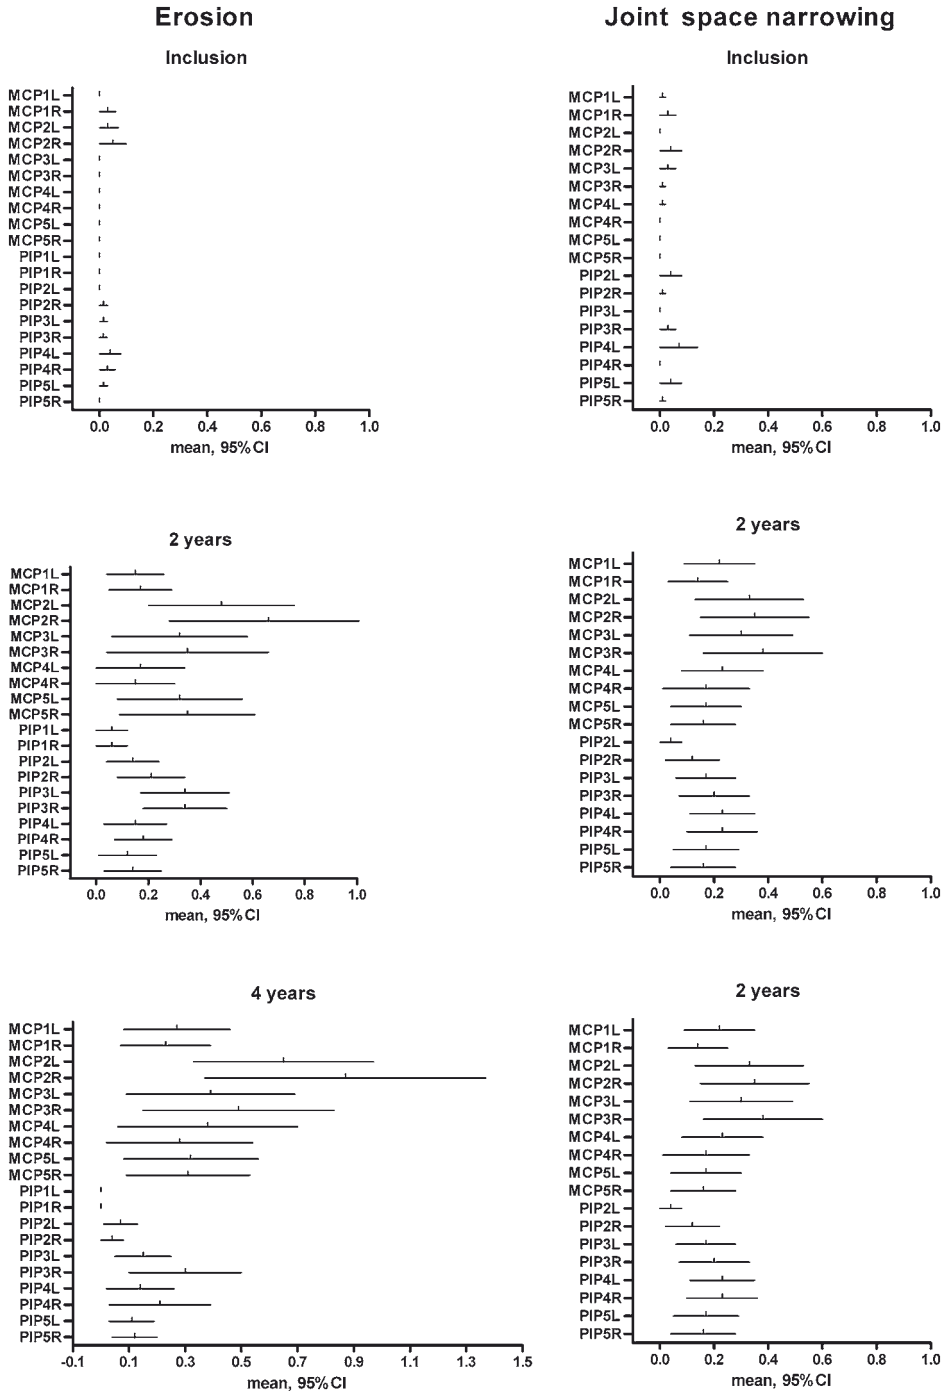 Erosion
Inclusion
MCP1L
MCP1R
MCP2L
MCP2R
MCP3L
MCP3R
MCP4L
MCP4R
MCP5L
MCP5R
PIP1L
PIP1R
PIP2L
PIP2R
PIP3L
PIP3R
PIP4L
PIP4R
PIP5L
PIP5R
0.0 0.2 0.4 0.6 0.8 1.0
mean, 95%CI
Joint space narrowing
Inclusion
MCP1L
MCP1R
MCP2L
MCP2R
MCP3L
MCP3R
MCP4L
MCP4R
MCP5L
MCP5R
PIP2L
PIP2R
PIP3L
PIP3R
PIP4L
PIP4R
PIP5L
PIP5R
0.0 0.2 0.4 0.6 0.8 1.0
mean, 95%CI
2 years
MCP1L
MCP1R
MCP2L
MCP2R
MCP3L
MCP3R
MCP4L
MCP4R
MCP5L
MCP5R
PIP1L
PIP1R
PIP2L
PIP2R
PIP3L
PIP3R
PIP4L
PIP4R
PIP5L
PIP5R
0.0 0.2 0.4 0.6 0.8 1.0
mean, 95%CI
2 years
MCP1L
MCP1R
MCP2L
MCP2R
MCP3L
MCP3R
MCP4L
MCP4R
MCP5L
MCP5R
PIP2L
PIP2R
PIP3L
PIP3R
PIP4L
PIP4R
PIP5L
PIP5R
0.0 0.2 0.4 0.6 0.8 1.0
mean, 95%CI
4 years
MCP1L
MCP1R
MCP2L
MCP2R
MCP3L
MCP3R
MCP4L
MCP4R
MCP5L
MCP5R
PIP1L
PIP1R
PIP2L
PIP2R
PIP3L
PIP3R
PIP4L
PIP4R
PIP5L
PIP5R
-0.1 0.1 0.3 0.5 0.7 0.9 1.1 1.3 1.5
mean, 95%CI
2 years
MCP1L
MCP1R
MCP2L
MCP2R
MCP3L
MCP3R
MCP4L
MCP4R
MCP5L
MCP5R
PIP2L
PIP2R
PIP3L
PIP3R
PIP4L
PIP4R
PIP5L
PIP5R
0.0 0.2 0.4 0.6 0.8 1.0
mean, 95%CI